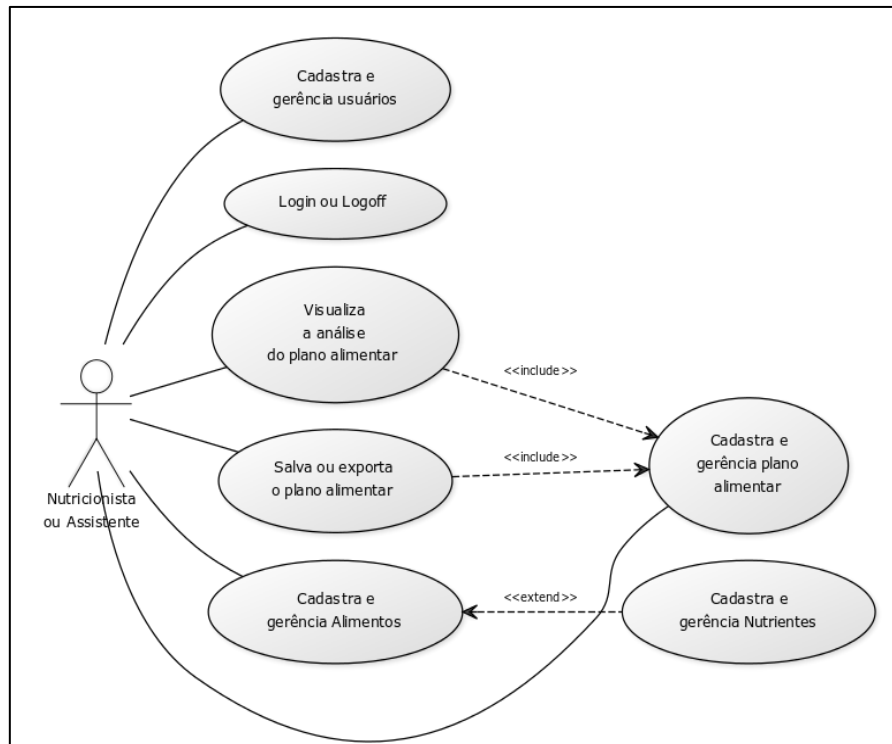 Cadastra e
gerência usuários
Login ou Logoff
Visualiza
a análise
do plano alimentar
<<include>>
Nutricionista
ou Assistente
Salva ou exporta
o plano alimentar
<<include>>
Cadastra e
gerência plano
alimentar
Cadastra e
gerência Alimentos
<<extend>>
Cadastra e
gerência Nutrientes